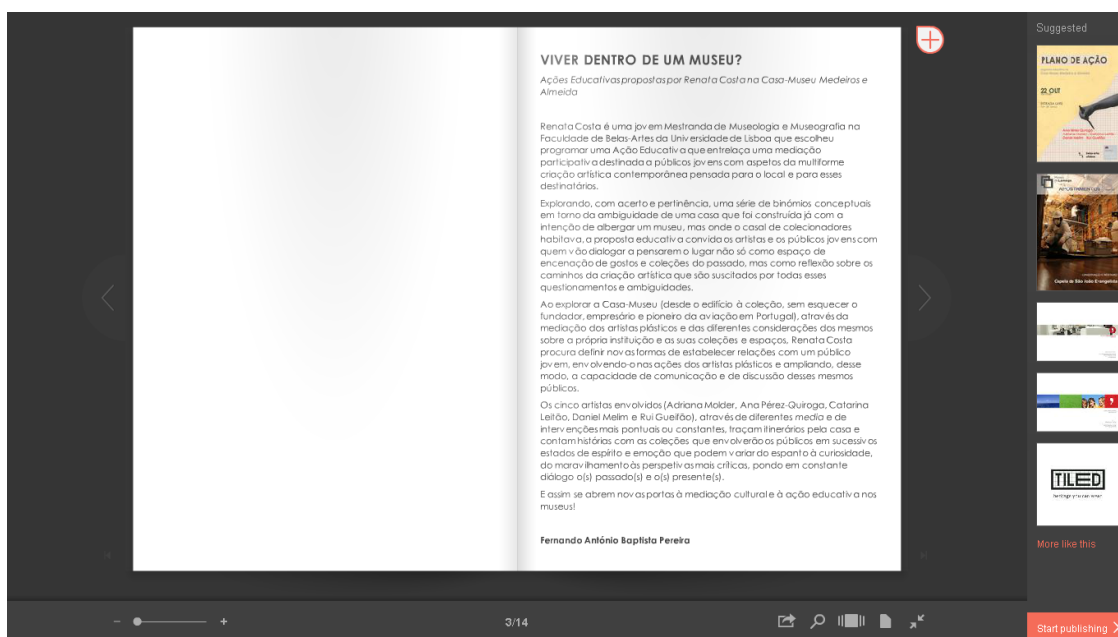 VIVER DENTRO DE UM MUSEU?
Ações Educativas propostas por Renata Costa na Casa-Museu Medeiros e
Almeida
Renata Costa é uma jovem Mestranda de Museologia e Museografia na
Faculdade de Belas-Artes da Universidade de Lisboa que escolheu
programar uma Ação Educativa que entrelaça uma mediação
participativa destinada a públicos jovens com aspetos da multiforme
criação artística contemporânea pensada para o local e para esses
destinatários.
Explorando, com acerto e pertinência, uma série de binómios conceptuais
em torno da ambiguidade de uma casa que foi construída já com a
intenção de albergar um museu, mas onde o casal de colecionadores
habitava, a proposta educativa convida os artistas e os públicos jovens com
quem vão dialogar a pensarem o lugar não só como espaço de
encenação de gostos e coleções do passado, mas como reflexão sobre os
caminhos da criação artística que são suscitados por todas esses
questionamentos e ambiguidades.
Ao explorar a Casa-Museu (desde o edifício à coleção, sem esquecer o
fundador, empresário e pioneiro da aviação em Portugal), através da
mediação dos artistas plásticos e das diferentes considerações dos mesmos
sobre a própria instituição e as suas coleções e espaços, Renata Costa
procura definir novas formas de estabelecer relações com um público
jovem, envolvendo-o nas ações dos artistas plásticos e ampliando, desse
modo, a capacidade de comunicação e de discussão desses mesmos
públicos.
Os cinco artistas envolvidos (Adriana Molder, Ana Pérez-Quiroga, Catarina
Leitão, Daniel Melim e Rui Gueifão), através de diferentes media e de
intervenções mais pontuais ou constantes, traçam itinerários pela casa e
contam histórias com as coleções que envolverão os públicos em sucessivos
estados de espírito e emoção que podem variar do espanto à curiosidade,
do maravilhamento às perspetivas mais críticas, pondo em constante
diálogo o(s) passado(s) e o(s) presente(s).
E assim se abrem novas portas à mediação cultural e à ação educativa nos
museus!
Fernando António Baptista Pereira
3/14
Suggested
PLANO DE AÇÃO
22 OUT
Capela de São João Evangelista
TILED
More like this
Start publishing